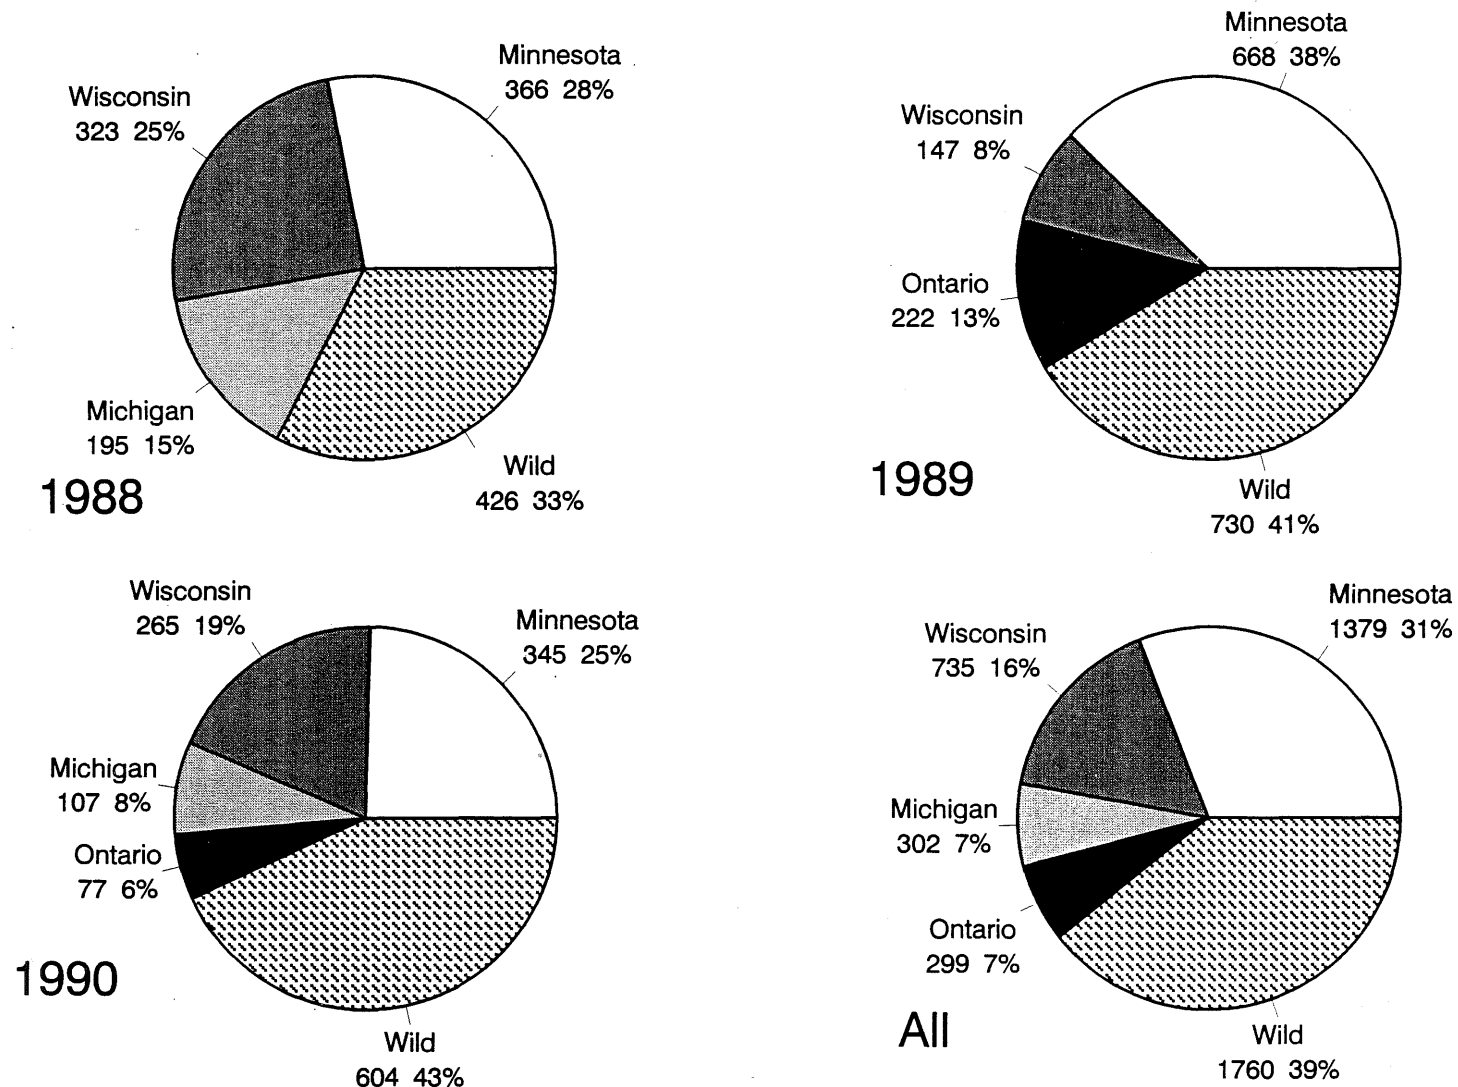 Minnesota
366 28%
Wisconsin
323 25%
Michigan
195 15%
Wild
426 33%
1988
Minnesota
668 38%
Wisconsin
147 8%
Ontario
222 13%
Wild
730 41%
1989
Wisconsin
265 19%
Minnesota
345 25%
Michigan
107 8%
Ontario
77 6%
Wild
604 43%
1990
Minnesota
1379 31%
Wisconsin
735 16%
Michigan
302 7%
Ontario
299 7%
Wild
1760 39%
All